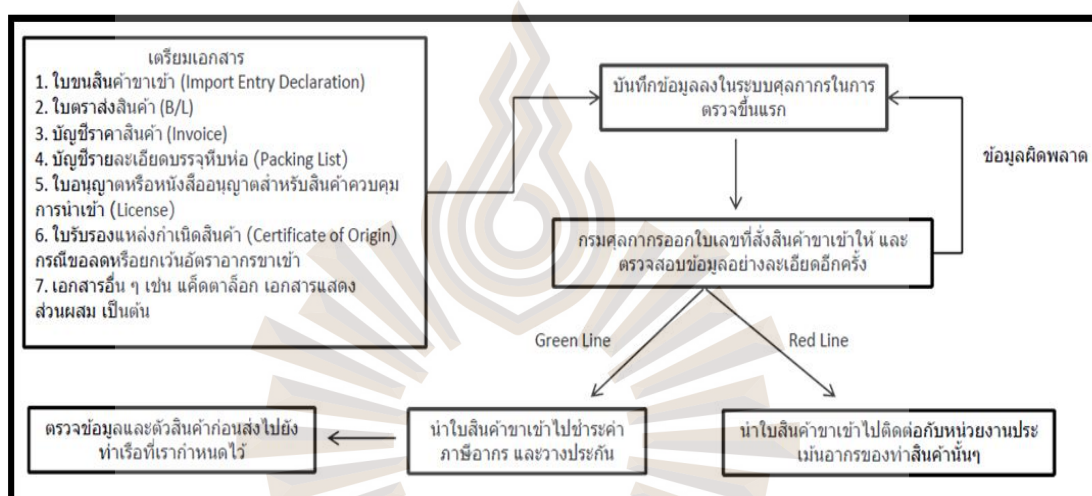 เตรียมเอกสาร
1. ใบขนสินค้าขาเข้า (Import Entry Declaration)
2. ใบตราส่งสินค้า (B/L)
3. บัญชีราคาสินค้า (Invoice)
4. บัญชีรายละเอียดบรรจุหีบห่อ (Packing List)
5. ใบอนุญาตหรือหนังสืออนุญาตสำหรับสินค้าควบคุม
การนำเข้า (License)
6. ใบรับรองแหล่งกำเนิดสินค้า (Certificate of Origin)
กรณีขอลดหรือยกเว้นอัตราอากรขาเข้า
7. เอกสารอื่น ๆ เช่น แค็ตตาล็อก เอกสารแสดง
ส่วนผสม เป็นต้น
บันทึกข้อมูลลงในระบบศุลกากรในการ
ตรวจขึ้นแรก
ข้อมูลผิดพลาด
กรมศุลกากรออกใบเลขที่สั่งสินค้าขาเข้าให้ และ
ตรวจสอบข้อมูลอย่างละเอียดอีกครั้ง
Green Line
Red Line
ตรวจข้อมูลและตัวสินค้าก่อนส่งไปยัง
ท่าเรือที่เรากำหนดไว้
นำใบสินค้าขาเข้าไปชำระค่า
ภาษีอากร และวางประกัน
นำใบสินค้าขาเข้าไปติดต่อกับหน่วยงานประ
เม้นอากรของท่าสินค้านั้นๆ